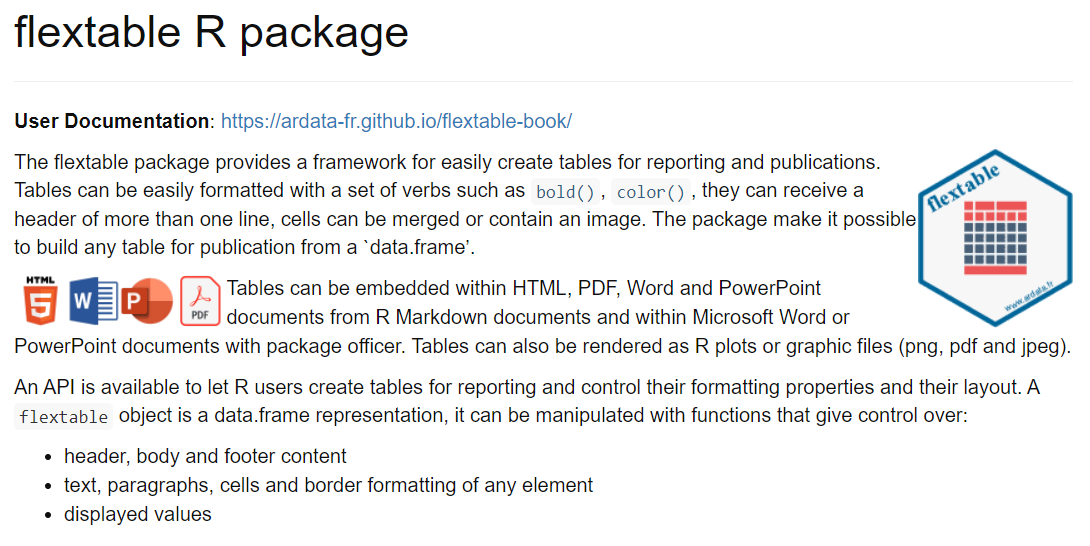 flextable R package
User Documentation: https://ardata-fr.github.io/flextable-book/
The flextable package provides a framework for easily create tables for reporting and publications.
Tables can be easily formatted with a set of verbs such as bold(), color(), they can receive a
header of more than one line, cells can be merged or contain an image. The package make it possible
to build any table for publication from a `data.frame’.
flextable
www.ardata.fr
HTML
5
W
P
PDF
Tables can be embedded within HTML, PDF, Word and PowerPoint
documents from R Markdown documents and within Microsoft Word or
PowerPoint documents with package officer. Tables can also be rendered as R plots or graphic files (png, pdf and jpeg).
An API is available to let R users create tables for reporting and control their formatting properties and their layout. A
flextable object is a data.frame representation, it can be manipulated with functions that give control over:
• header, body and footer content
• text, paragraphs, cells and border formatting of any element
• displayed values